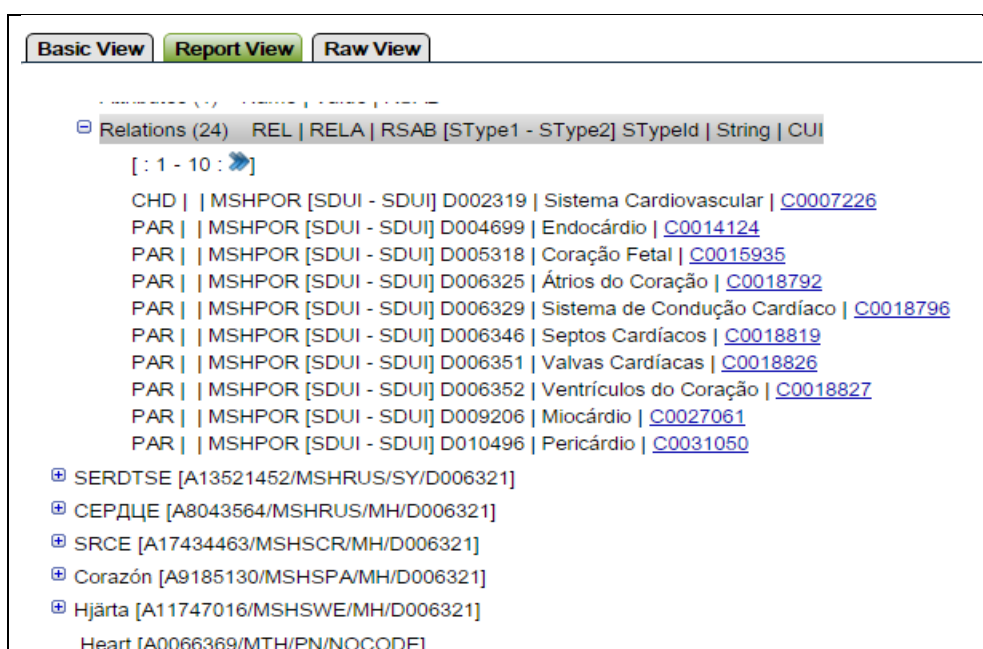 Basic View Report View Raw View
Relations (24) REL | RELA | RSAB [SType1 - SType2] STypeId | String | CUI
[ : 1 - 10 : ]
CHD | | MSHPOR [SDUI - SDUI] D002319 | Sistema Cardiovascular | C0007226
PAR | | MSHPOR [SDUI - SDUI] D004699 | Endocárdio | C0014124
PAR | | MSHPOR [SDUI - SDUI] D005318 | Coração Fetal | C0015935
PAR | | MSHPOR [SDUI - SDUI] D006325 | Átrios do Coração | C0018792
PAR | | MSHPOR [SDUI - SDUI] D006329 | Sistema de Condução Cardíaco | C0018796
PAR | | MSHPOR [SDUI - SDUI] D006346 | Septos Cardíacos | C0018819
PAR | | MSHPOR [SDUI - SDUI] D006351 | Valvas Cardíacas | C0018826
PAR | | MSHPOR [SDUI - SDUI] D006352 | Ventrículos do Coração | C0018827
PAR | | MSHPOR [SDUI - SDUI] D009206 | Miocárdio | C0027061
PAR | | MSHPOR [SDUI - SDUI] D010496 | Pericárdio | C0031050
SERDTSE [A13521452/MSHRUS/SY/D006321]
СЕРДЦЕ [A8043564/MSHRUS/MH/D006321]
SRCE [A17434463/MSHSCR/MH/D006321]
Corazón [A9185130/MSHSPA/MH/D006321]
Hjärta [A11747016/MSHSWE/MH/D006321]
Heart [A0066369/MTH/PN/NOCODE]